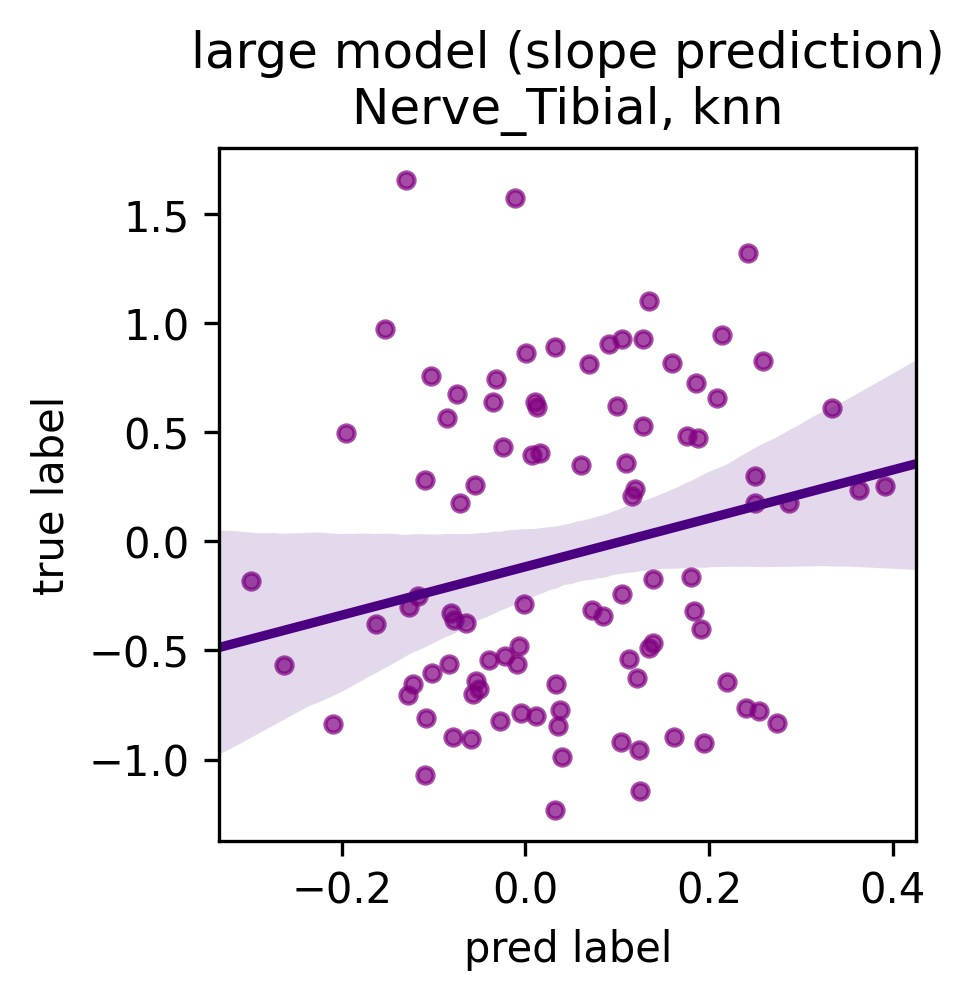 large model (slope prediction)
Nerve_Tibial, knn
1.5
1.0
0.5
0.0
−0.5
−1.0
true label
−0.2
0.0
0.2
0.4
pred label